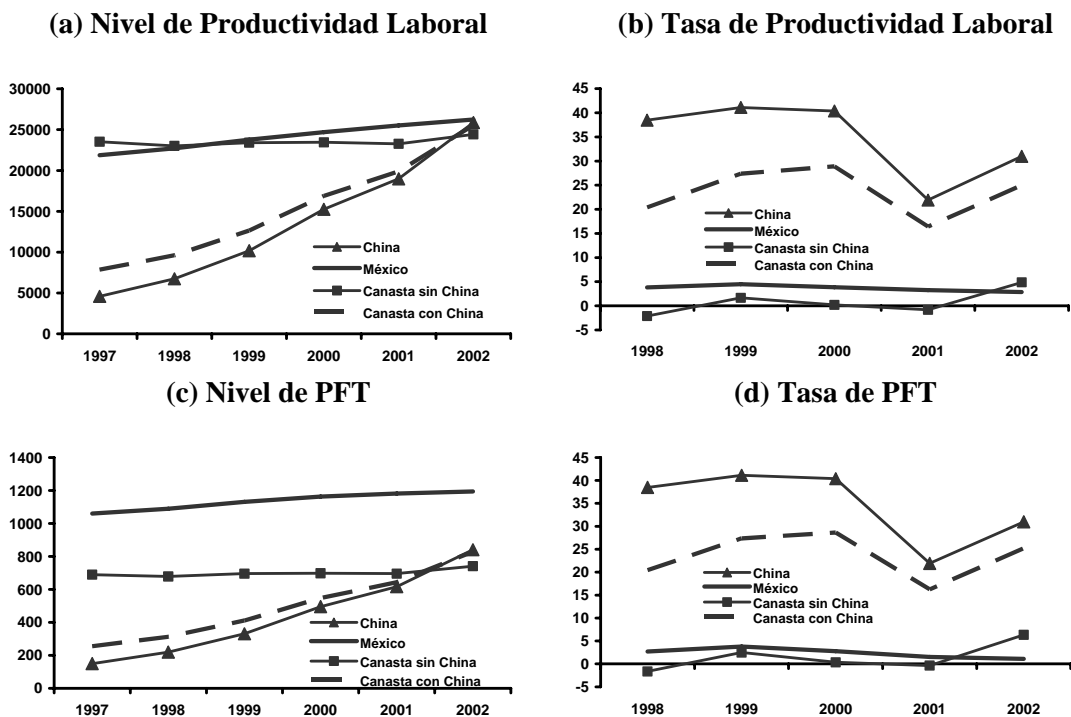 (a) Nivel de Productividad Laboral
30000
25000
20000
15000
10000
5000
0
China
México
Canasta sin China
Canasta con China
1997 1998 1999 2000 2001 2002
(b) Tasa de Productividad Laboral
45
40
35
30
25
20
15
10
5
0
-5
China
México
Canasta sin China
Canasta con China
1998 1999 2000 2001 2002
(c) Nivel de PFT
1400
1200
1000
800
600
400
200
0
China
México
Canasta sin China
Canasta con China
1997 1998 1999 2000 2001 2002
(d) Tasa de PFT
45
40
35
30
25
20
15
10
5
0
-5
China
México
Canasta sin China
Canasta con China
1998 1999 2000 2001 2002